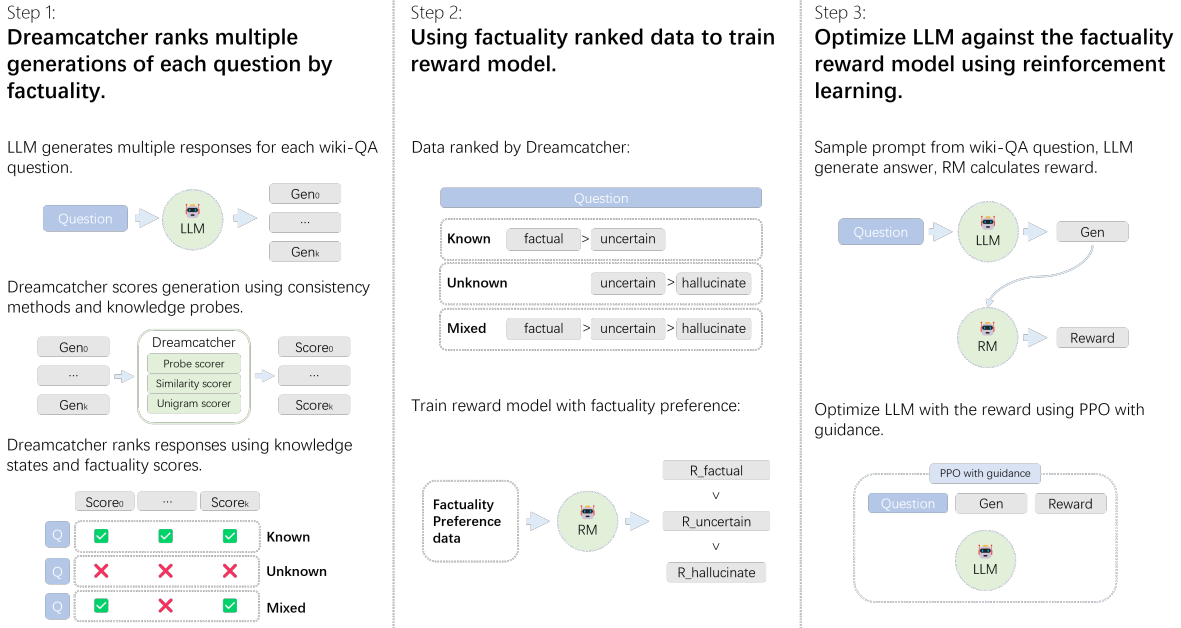 Step 1:
Dreamcatcher ranks multiple
generations of each question by
factuality.
LLM generates multiple responses for each wiki-QA
question.
Question
LLM
Gen0
...
Genk
Dreamcatcher scores generation using consistency
methods and knowledge probes.
Gen0
...
Genk
Dreamcatcher
Probe scorer
Similarity scorer
Unigram scorer
Score0
...
Scorek
Dreamcatcher ranks responses using knowledge
states and factuality scores.
Score0 ... Scorek
Q Known
Q Unknown
Q Mixed
Step 2:
Using factuality ranked data to train
reward model.
Data ranked by Dreamcatcher:
Question
Known factual > uncertain
Unknown uncertain > hallucinate
Mixed factual > uncertain > hallucinate
Train reward model with factuality preference:
Factuality
Preference
data
RM
R_factual
>
R_uncertain
>
R_hallucinate
Step 3:
Optimize LLM against the factuality
reward model using reinforcement
learning.
Sample prompt from wiki-QA question, LLM
generate answer, RM calculates reward.
Question
LLM
Gen
RM
Reward
Optimize LLM with the reward using PPO with
guidance.
PPO with guidance
Question Gen Reward
LLM